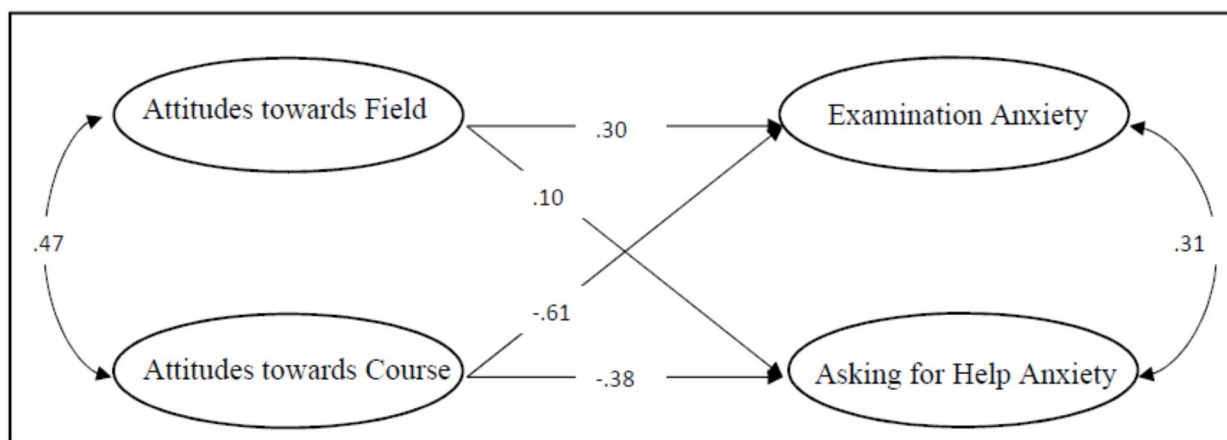 Attitudes towards Field
Examination Anxiety
.30
.10
.47
.31
-.61
Attitudes towards Course
-.38
Asking for Help Anxiety